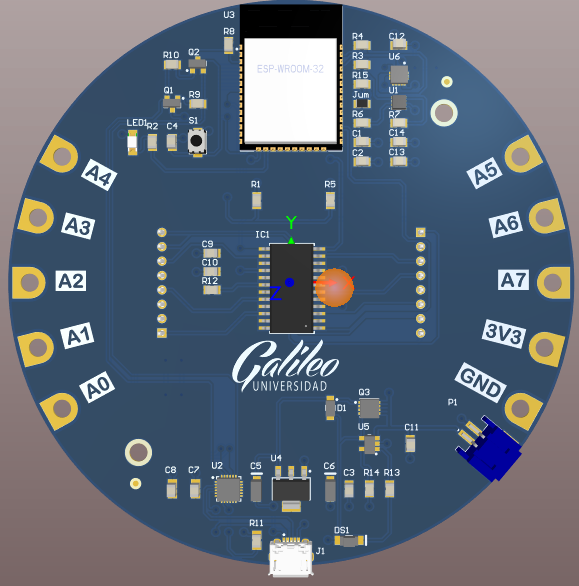 U3
R8
ESP-WROOM-32
R4
C12
R3
U6
R15
Jum
U1
R6
R7
C1
C14
C2
C13
R10
Q2
Q1
R9
LED1
R2
C4
S1
A4
A5
A3
A6
A2
A7
A1
3V3
A0
GND
R1
R5
Y
IC1
C9
C10
R12
Z
Galileo
UNIVERSIDAD
D1
Q3
U5
C11
P1
C8
C7
U2
C5
U4
C6
C3
R14
R13
R11
J1
DS1